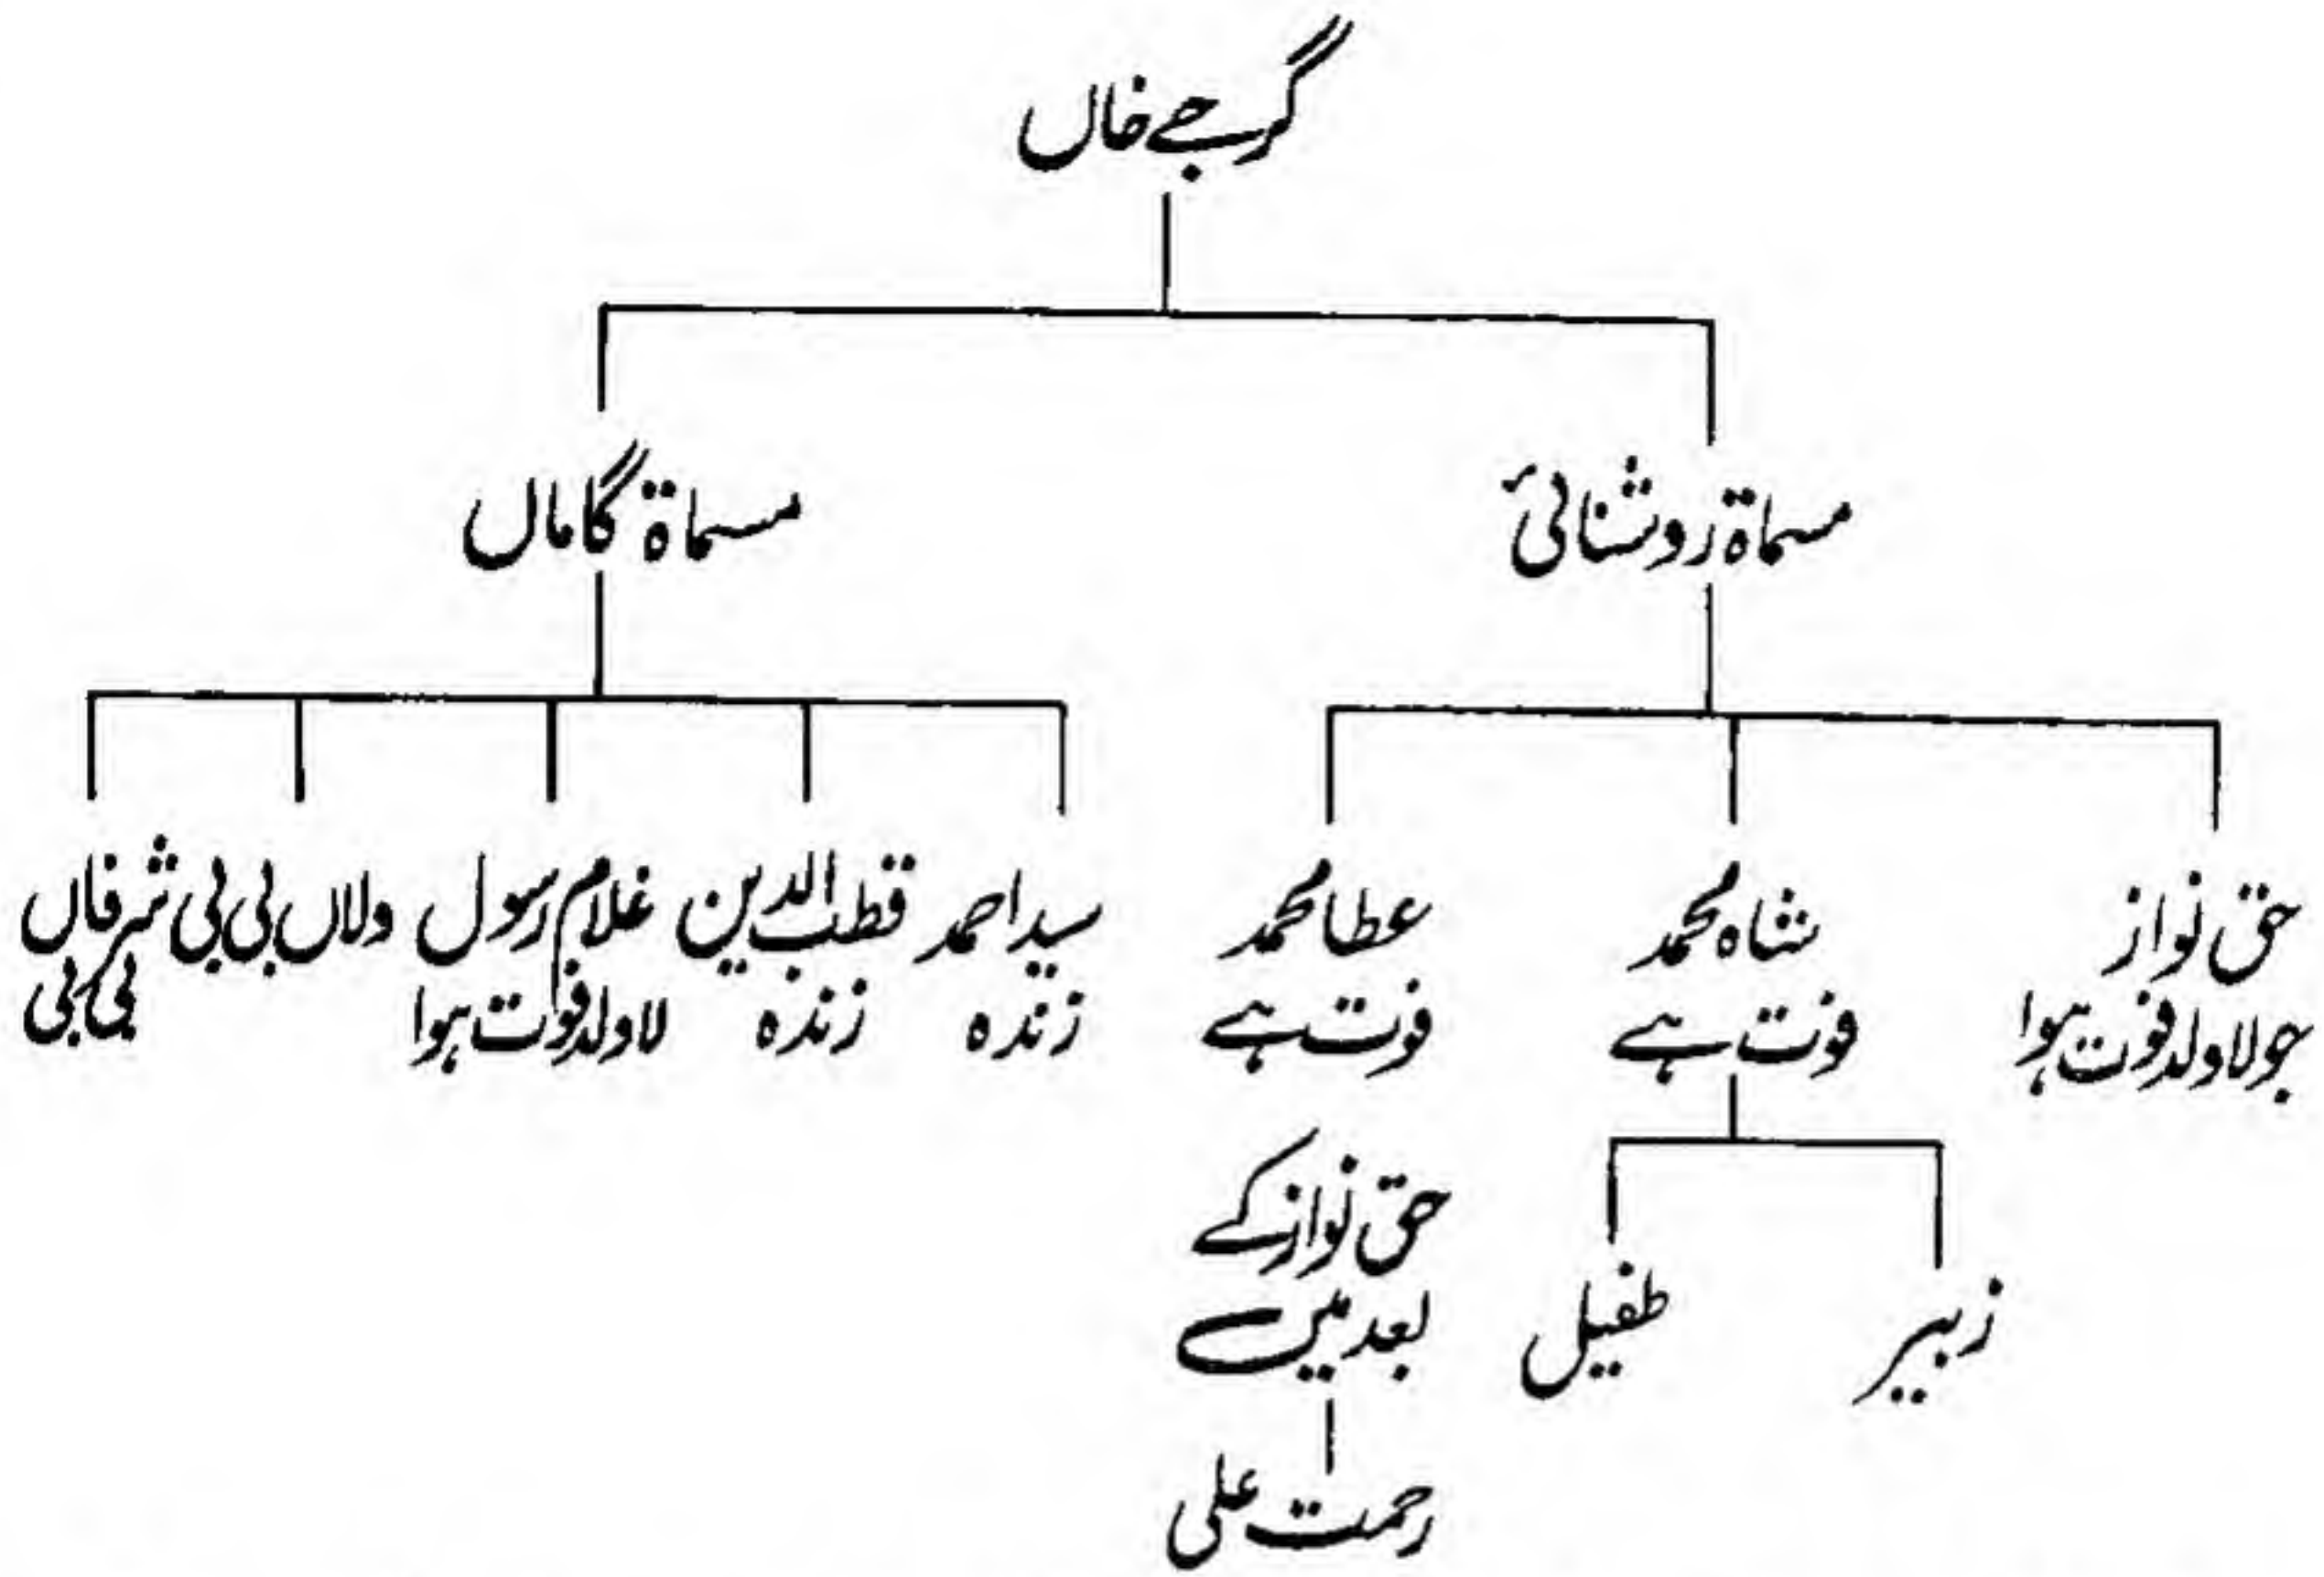 گرجے خاں
مسماۃ روشنائی
مسماۃ گاماں
حق نواز
جو لاولد فوت ہوا
شاہ محمد
فوت ہے
عطا محمد
فوت ہے
سید احمد
زندہ
قطب الدین
زندہ
غلام رسول
لاولد فوت ہوا
ولاں بی بی
شرفاں
بی بی
زبیر
طفیل
حق نواز کے
بعد میں
رحمت علی